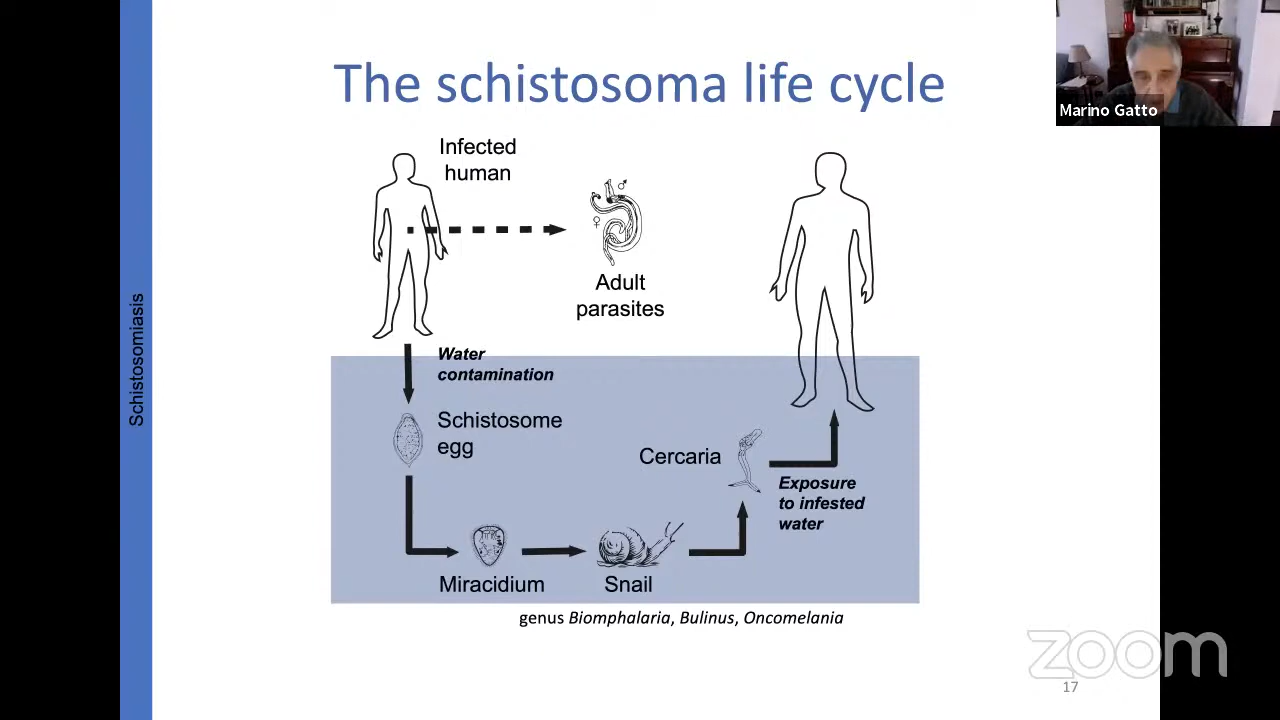 The schistosoma life cycle
Marino Gatto
Infected
human
♂
♀
Adult
parasites
Schistosomiasis
Water
contamination
Schistosome
egg
Cercaria
Exposure
to infested
water
Miracidium
Snail
genus Biomphalaria, Bulinus, Oncomelania
zoom
17